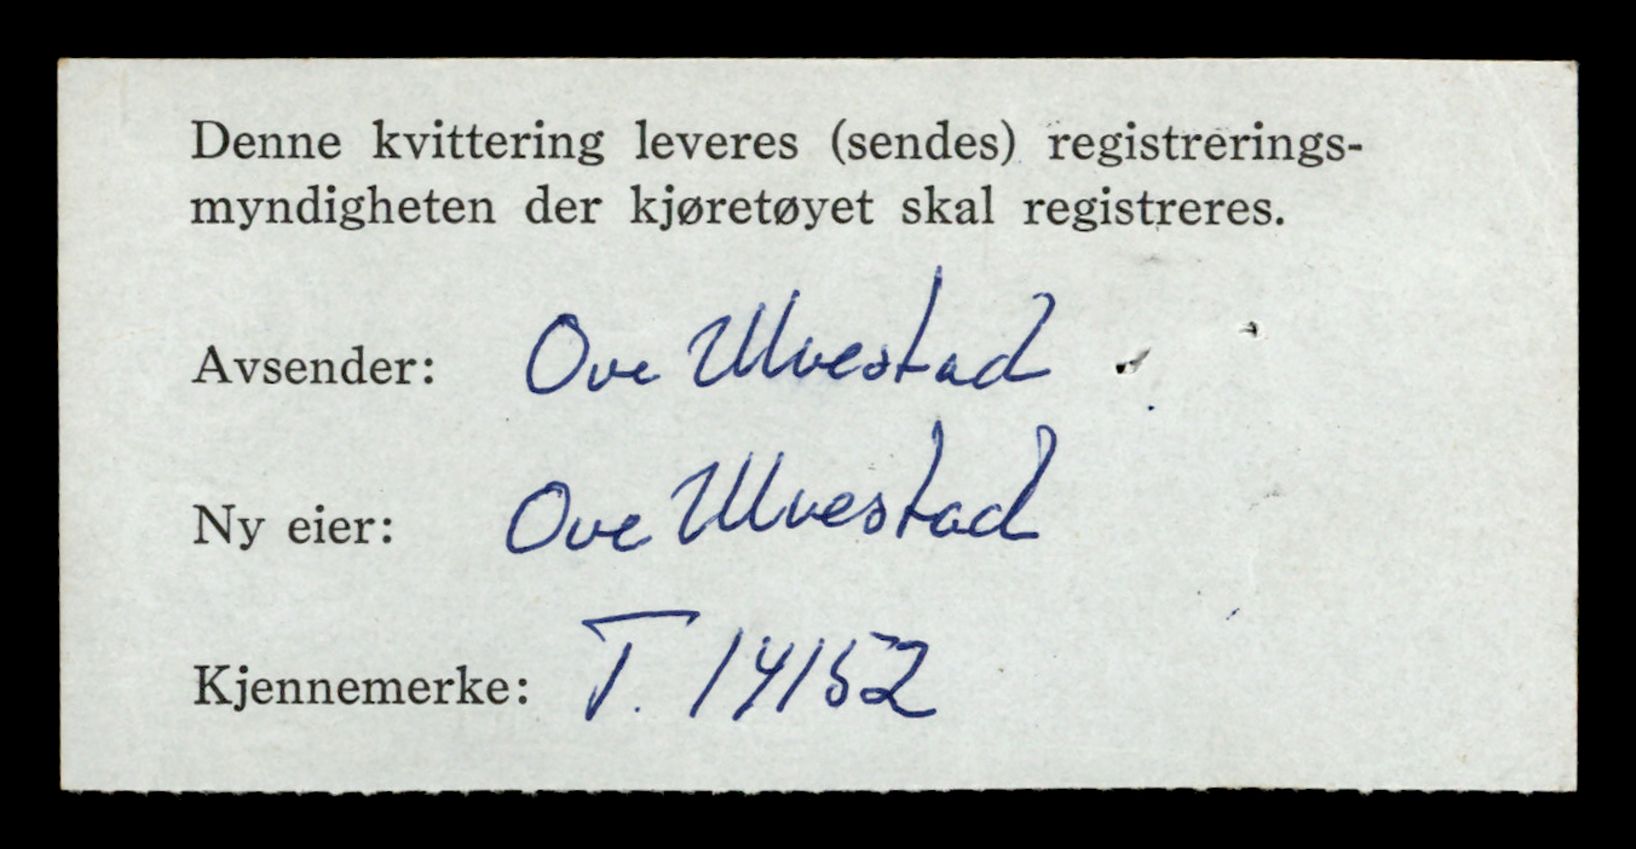 Denne kvittering leveres (sendes) registrerings-
myndigheten der kjøretøyet skal registreres.
Avsender: Ove Ulvestad
Ny eier: Ove Ulvestad
Kjennemerke: T. 14152